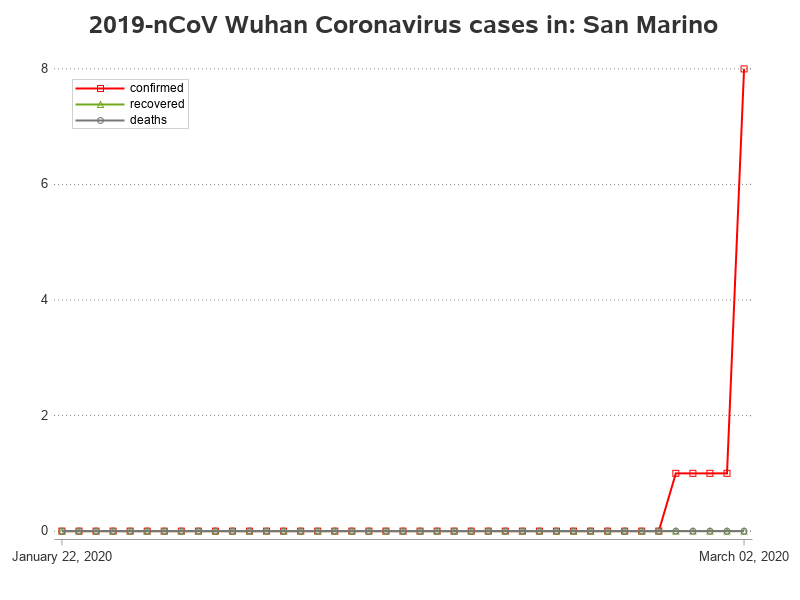 2019-nCoV Wuhan Coronavirus cases in: San Marino
8
confirmed
recovered
deaths
6
4
2
0
January 22, 2020
March 02, 2020